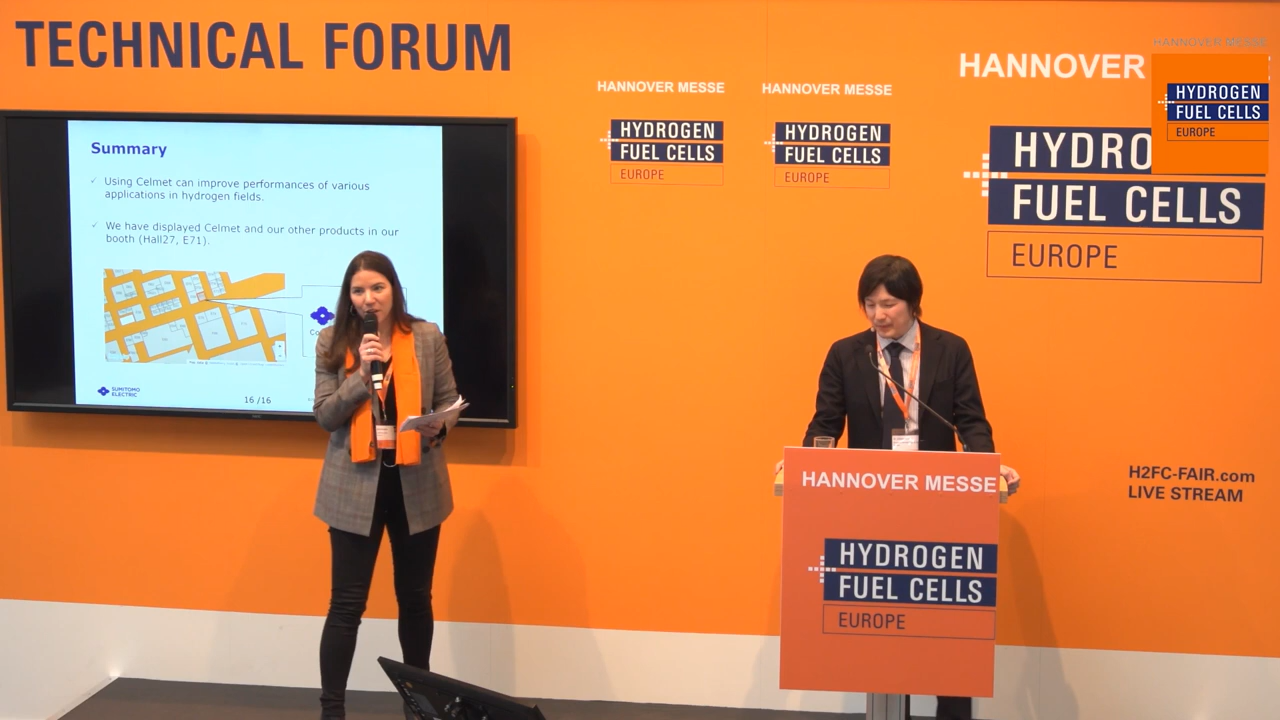 TECHNICAL FORUM
Summary
✓ Using Celmet can improve performances of various
applications in hydrogen fields.
✓ We have displayed Celmet and our other products in our
booth (Hall27, E71).
Co
SUMITOMO
ELECTRIC
16 /16
HANNOVER MESSE
HYDROGEN
FUEL CELLS
EUROPE
HANNOVER MESSE
HYDROGEN
FUEL CELLS
EUROPE
HANNOVER
HYDRO
FUEL CELLS
EUROPE
HANNOVER MESSE
HYDROGEN
FUEL CELLS
EUROPE
H2FC-FAIR.com
LIVE STREAM
HANNOVER MESSE
HYDROGEN
FUEL CELLS
EUROPE